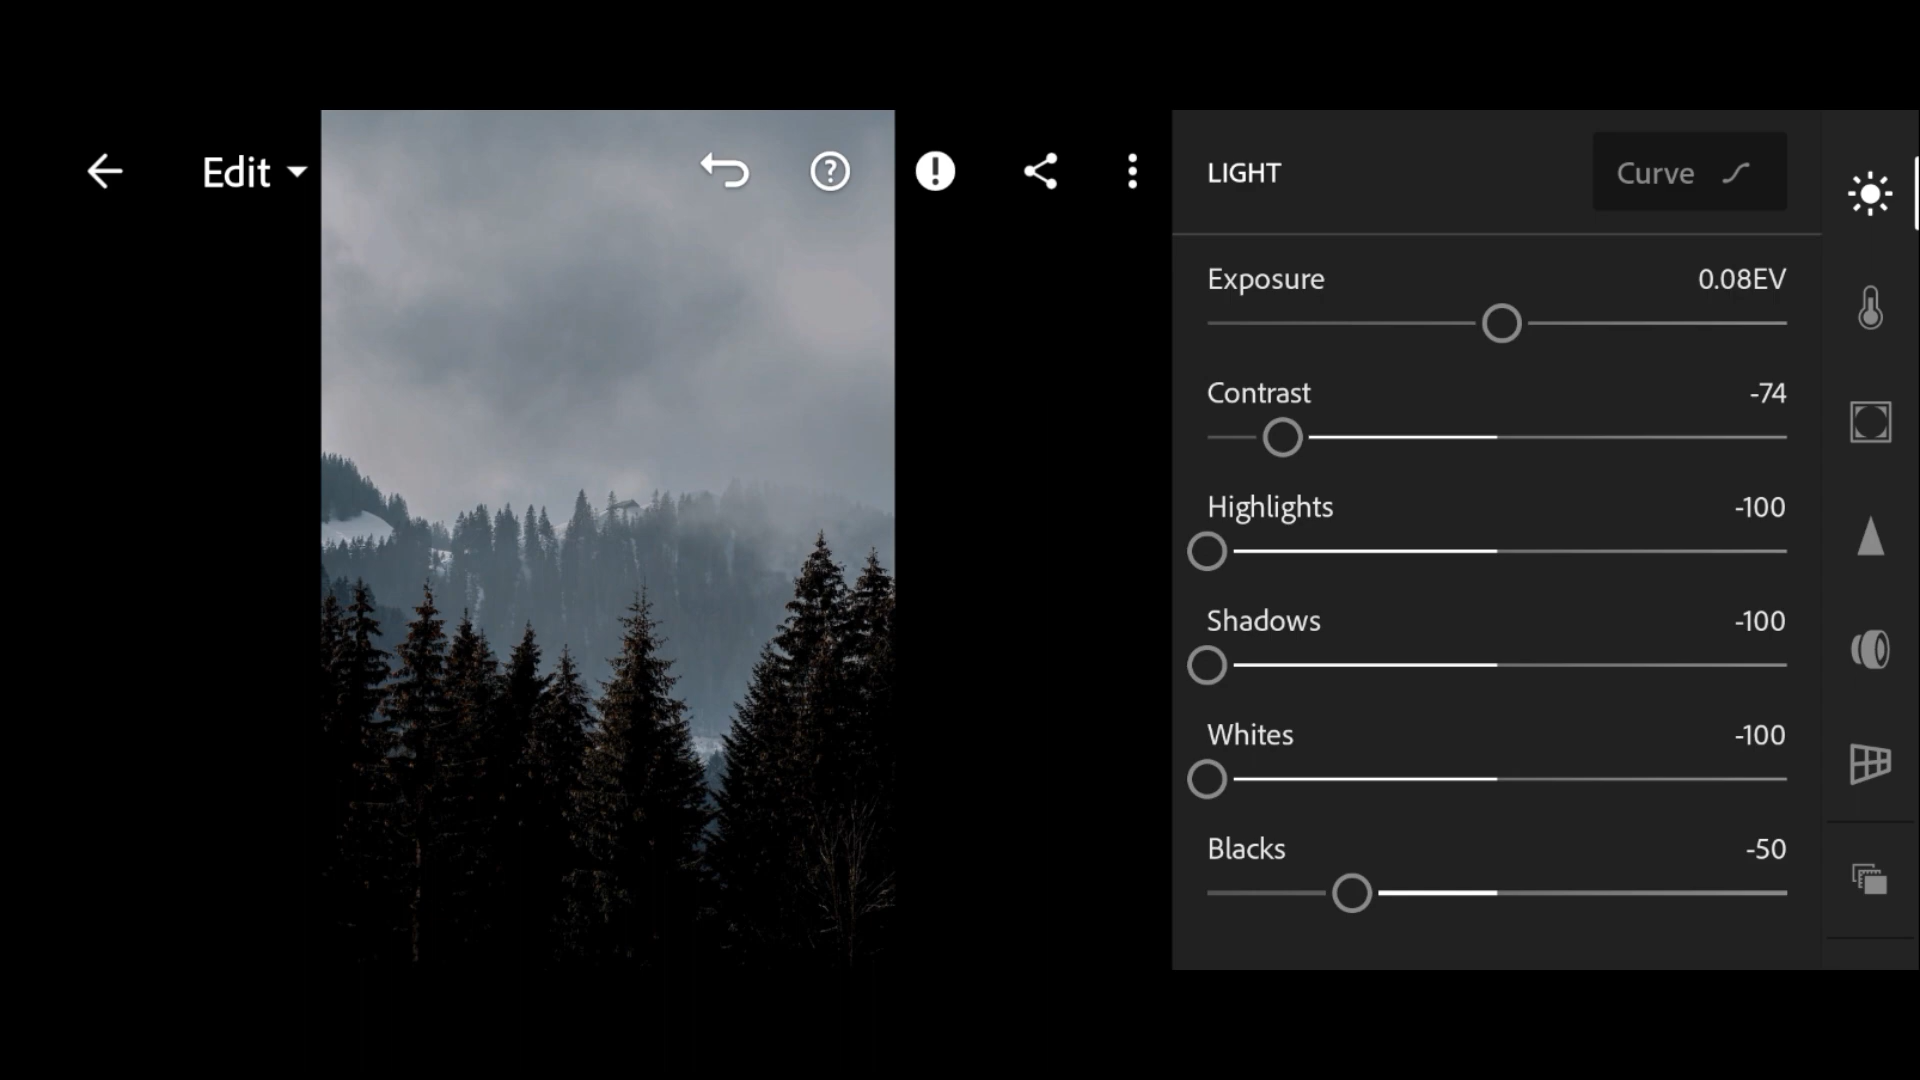 Edit
LIGHT
Curve
Exposure 0.08EV
Contrast -74
Highlights -100
Shadows -100
Whites -100
Blacks -50